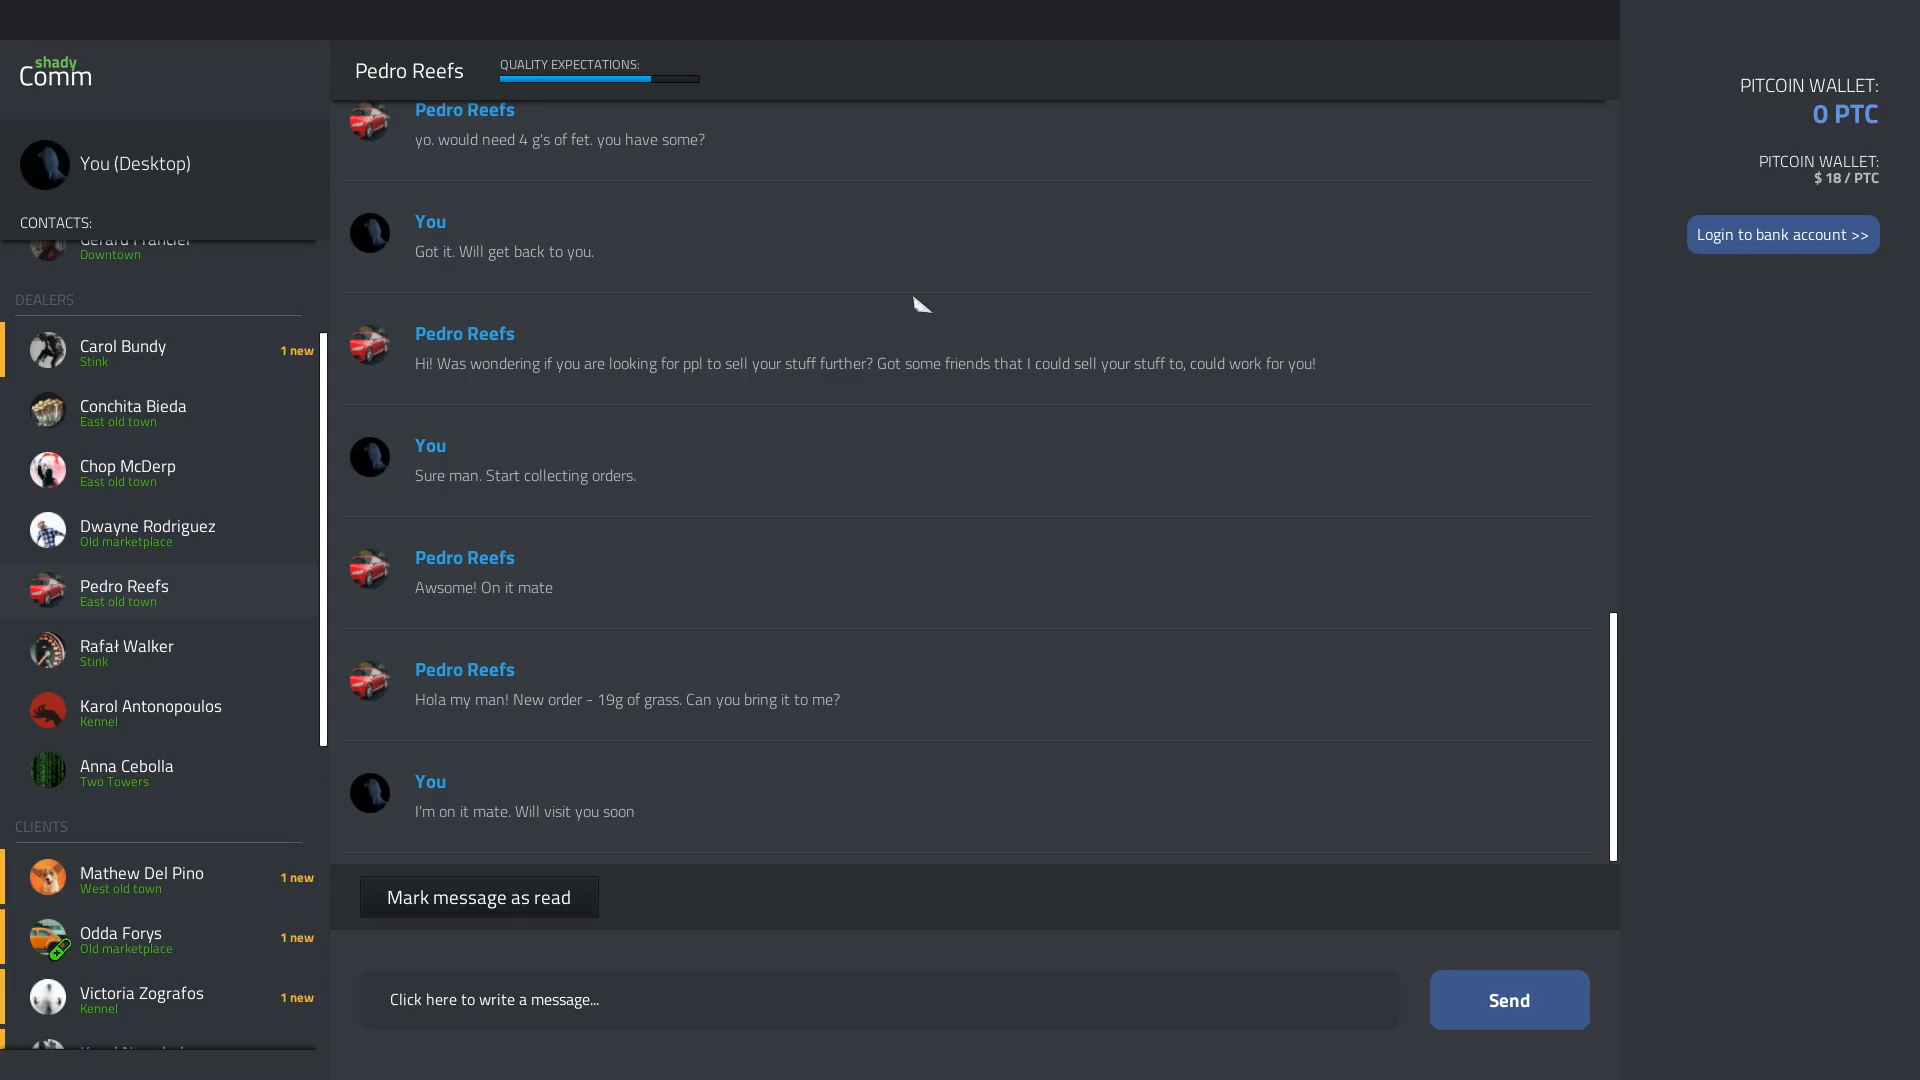 shady
Comm
You (Desktop)
CONTACTS:
Downtown
DEALERS
Carol Bundy
Stink
1 new
Conchita Bieda
East old town
Chop McDerp
East old town
Dwayne Rodriguez
Old marketplace
Pedro Reefs
East old town
Rafał Walker
Stink
Karol Antonopoulos
Kennel
Anna Cebolla
Two Towers
CLIENTS
Mathew Del Pino
West old town
1 new
Odda Forys
Old marketplace
1 new
Victoria Zografos
Kennel
1 new
Pedro Reefs
QUALITY EXPECTATIONS:
Pedro Reefs
yo. would need 4 g's of fet. you have some?
You
Got it. Will get back to you.
Pedro Reefs
Hi! Was wondering if you are looking for ppl to sell your stuff further? Got some friends that I could sell your stuff to, could work for you!
You
Sure man. Start collecting orders.
Pedro Reefs
Awsome! On it mate
Pedro Reefs
Hola my man! New order - 19g of grass. Can you bring it to me?
You
I'm on it mate. Will visit you soon
Mark message as read
Click here to write a message...
Send
PITCOIN WALLET:
0 PTC
PITCOIN WALLET:
$ 18 / PTC
Login to bank account >>